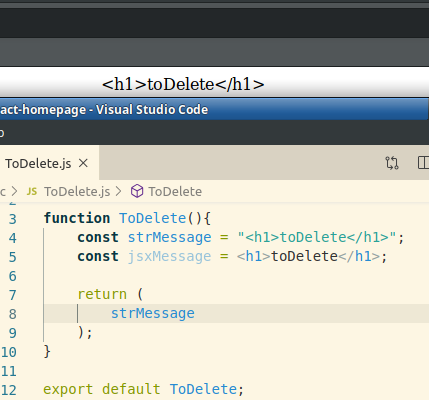 <h1>toDelete</h1>
act-homepage - Visual Studio Code
ToDelete.js ×
c > JS ToDelete.js > ToDelete
3 function ToDelete(){
4 const strMessage = "<h1>toDelete</h1>";
5 const jsxMessage = <h1>toDelete</h1>;
6
7 return (
8 strMessage
9 );
10 }
11
12 export default ToDelete;